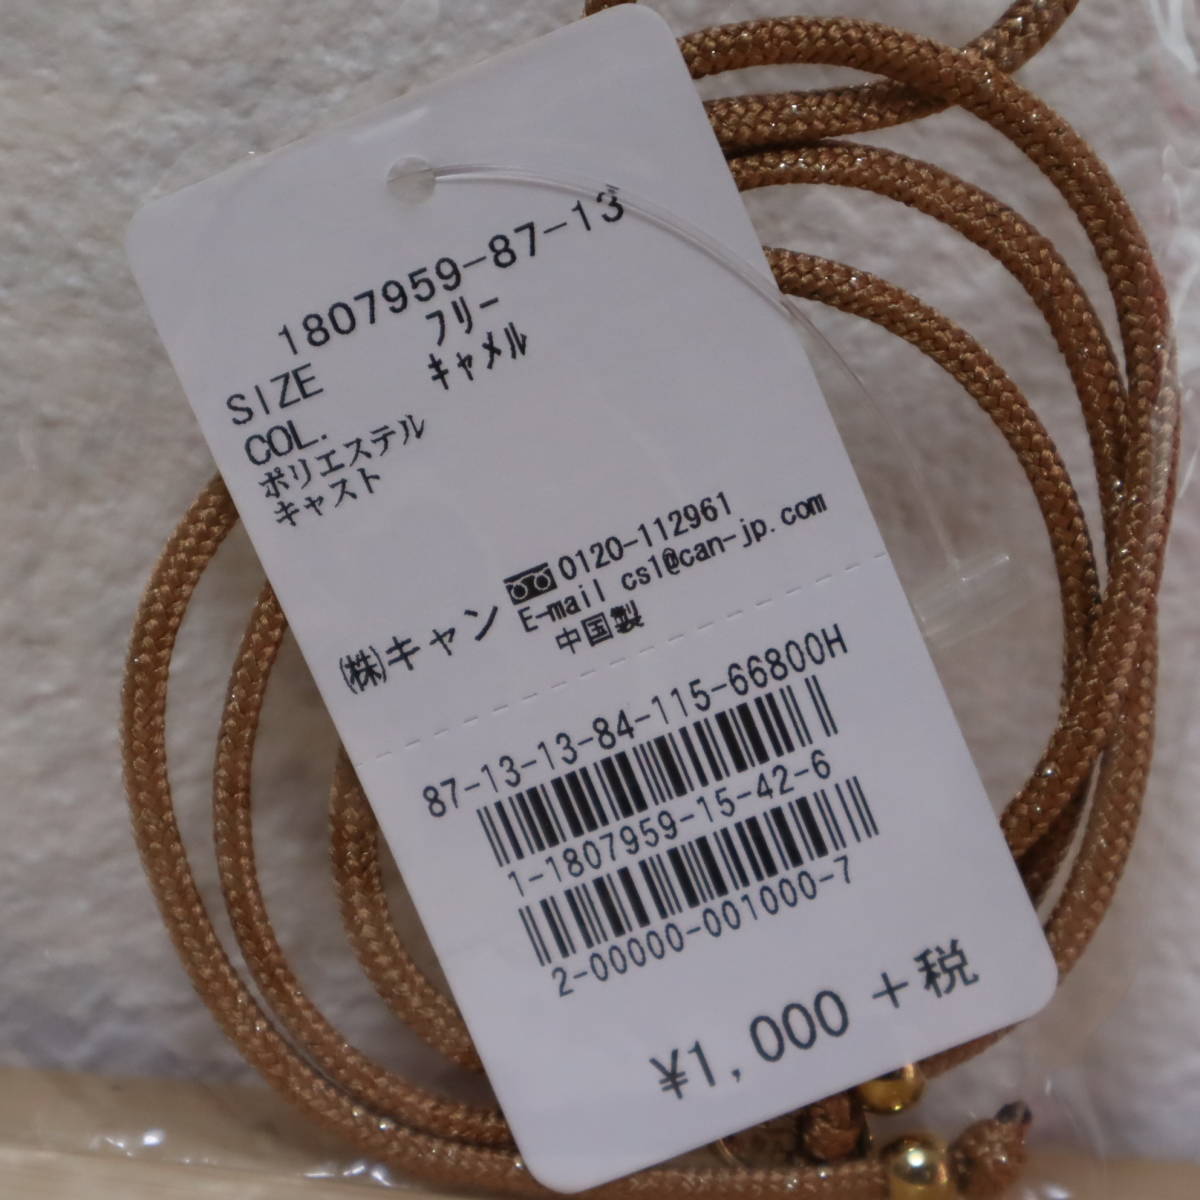 1807959-87-13
SIZE フリー
COL. キャメル
ポリエステル
キャスト
㈱キャン 0120-112961
E-mail cs1@can-jp.com
中国製
87-13-13-84-115-66800H
1-1807959-15-42-6
2-00000-001000-7
¥1,000+税